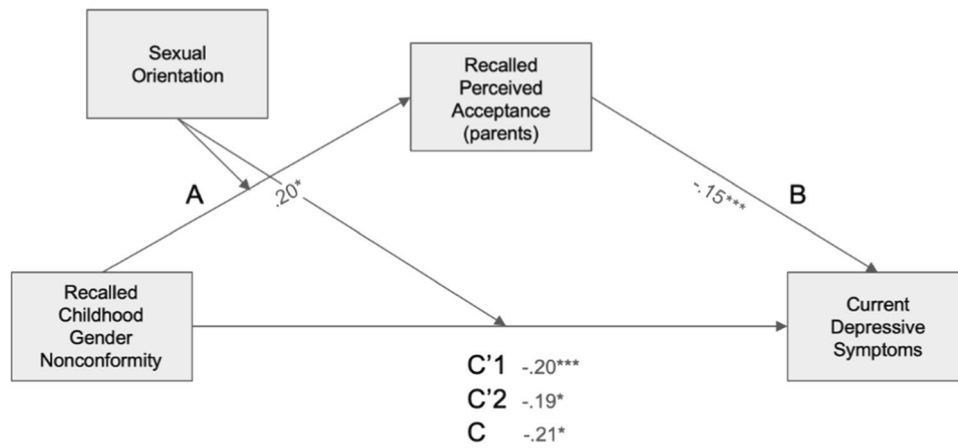 Sexual
Orientation
Recalled
Perceived
Acceptance
(parents)
A
.20*
-.15***
B
Recalled
Childhood
Gender
Nonconformity
Current
Depressive
Symptoms
C'1 -.20***
C'2 -.19*
C -.21*